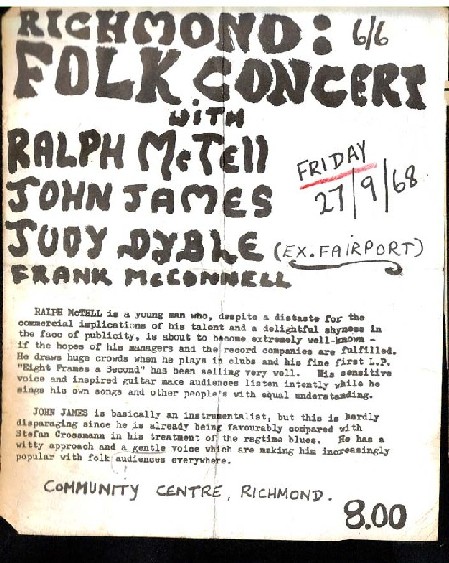 RICHMOND: 6/6
FOLK CONCERT
WITH
RALPH McTELL
JOHN JAMES
JUDY DYBLE (EX. FAIRPORT)
FRANK McCONNELL
FRIDAY
27/9/68
RALPH McTELL is a young man who, despite a distaste for the
commercial implications of his talent and a delightful shyness in
the face of publicity, is about to become extremely well-known -
if the hopes of his managers and the record companies are fulfilled.
He draws huge crowds when he plays in clubs and his fine first L.P.
"Eight Frames a Second" has been selling very well. His sensitive
voice and inspired guitar make audiences listen intently while he
sings his own songs and other people's with equal understanding.
JOHN JAMES is basically an instrumentalist, but this is hardly
disparaging since he is already being favourably compared with
Stefan Grossmann in his treatment of the ragtime blues. He has a
witty approach and a gentle voice which are making him increasingly
popular with folk audiences everywhere.
COMMUNITY CENTRE, RICHMOND.
8.00